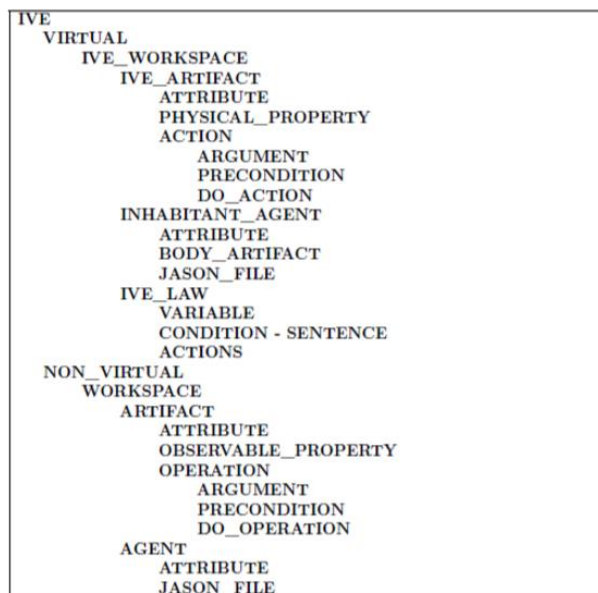 IVE
VIRTUAL
IVE_WORKSPACE
IVE_ARTIFACT
ATTRIBUTE
PHYSICAL_PROPERTY
ACTION
ARGUMENT
PRECONDITION
DO_ACTION
INHABITANT_AGENT
ATTRIBUTE
BODY_ARTIFACT
JASON_FILE
IVE_LAW
VARIABLE
CONDITION - SENTENCE
ACTIONS
NON_VIRTUAL
WORKSPACE
ARTIFACT
ATTRIBUTE
OBSERVABLE_PROPERTY
OPERATION
ARGUMENT
PRECONDITION
DO_OPERATION
AGENT
ATTRIBUTE
JASON_FILE